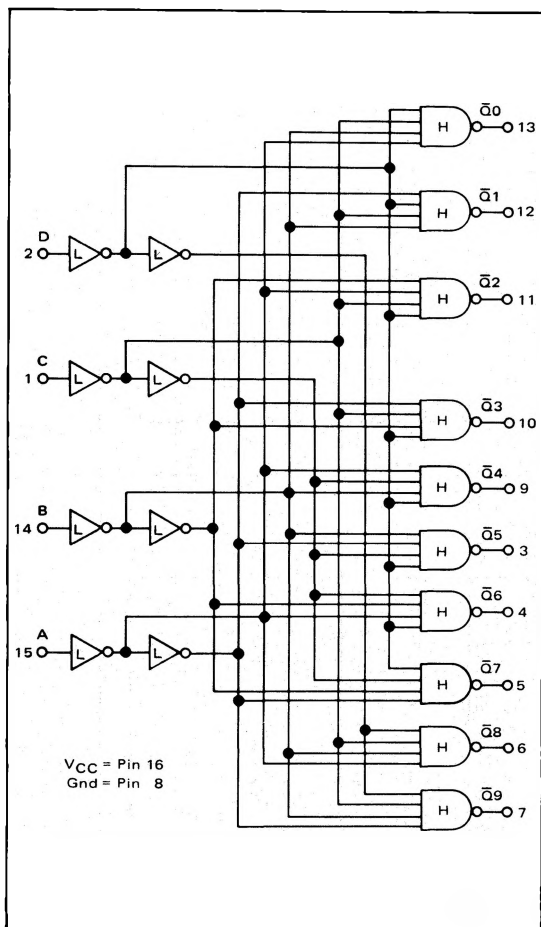 Q̅0
H
13
Q̅1
H
12
D
2
L
L
Q̅2
H
11
C
1
L
L
Q̅3
H
10
Q̅4
H
9
B
14
L
L
Q̅5
H
3
Q̅6
H
4
A
15
L
L
Q̅7
H
5
Q̅8
H
6
VCC = Pin 16
Gnd = Pin 8
Q̅9
H
7